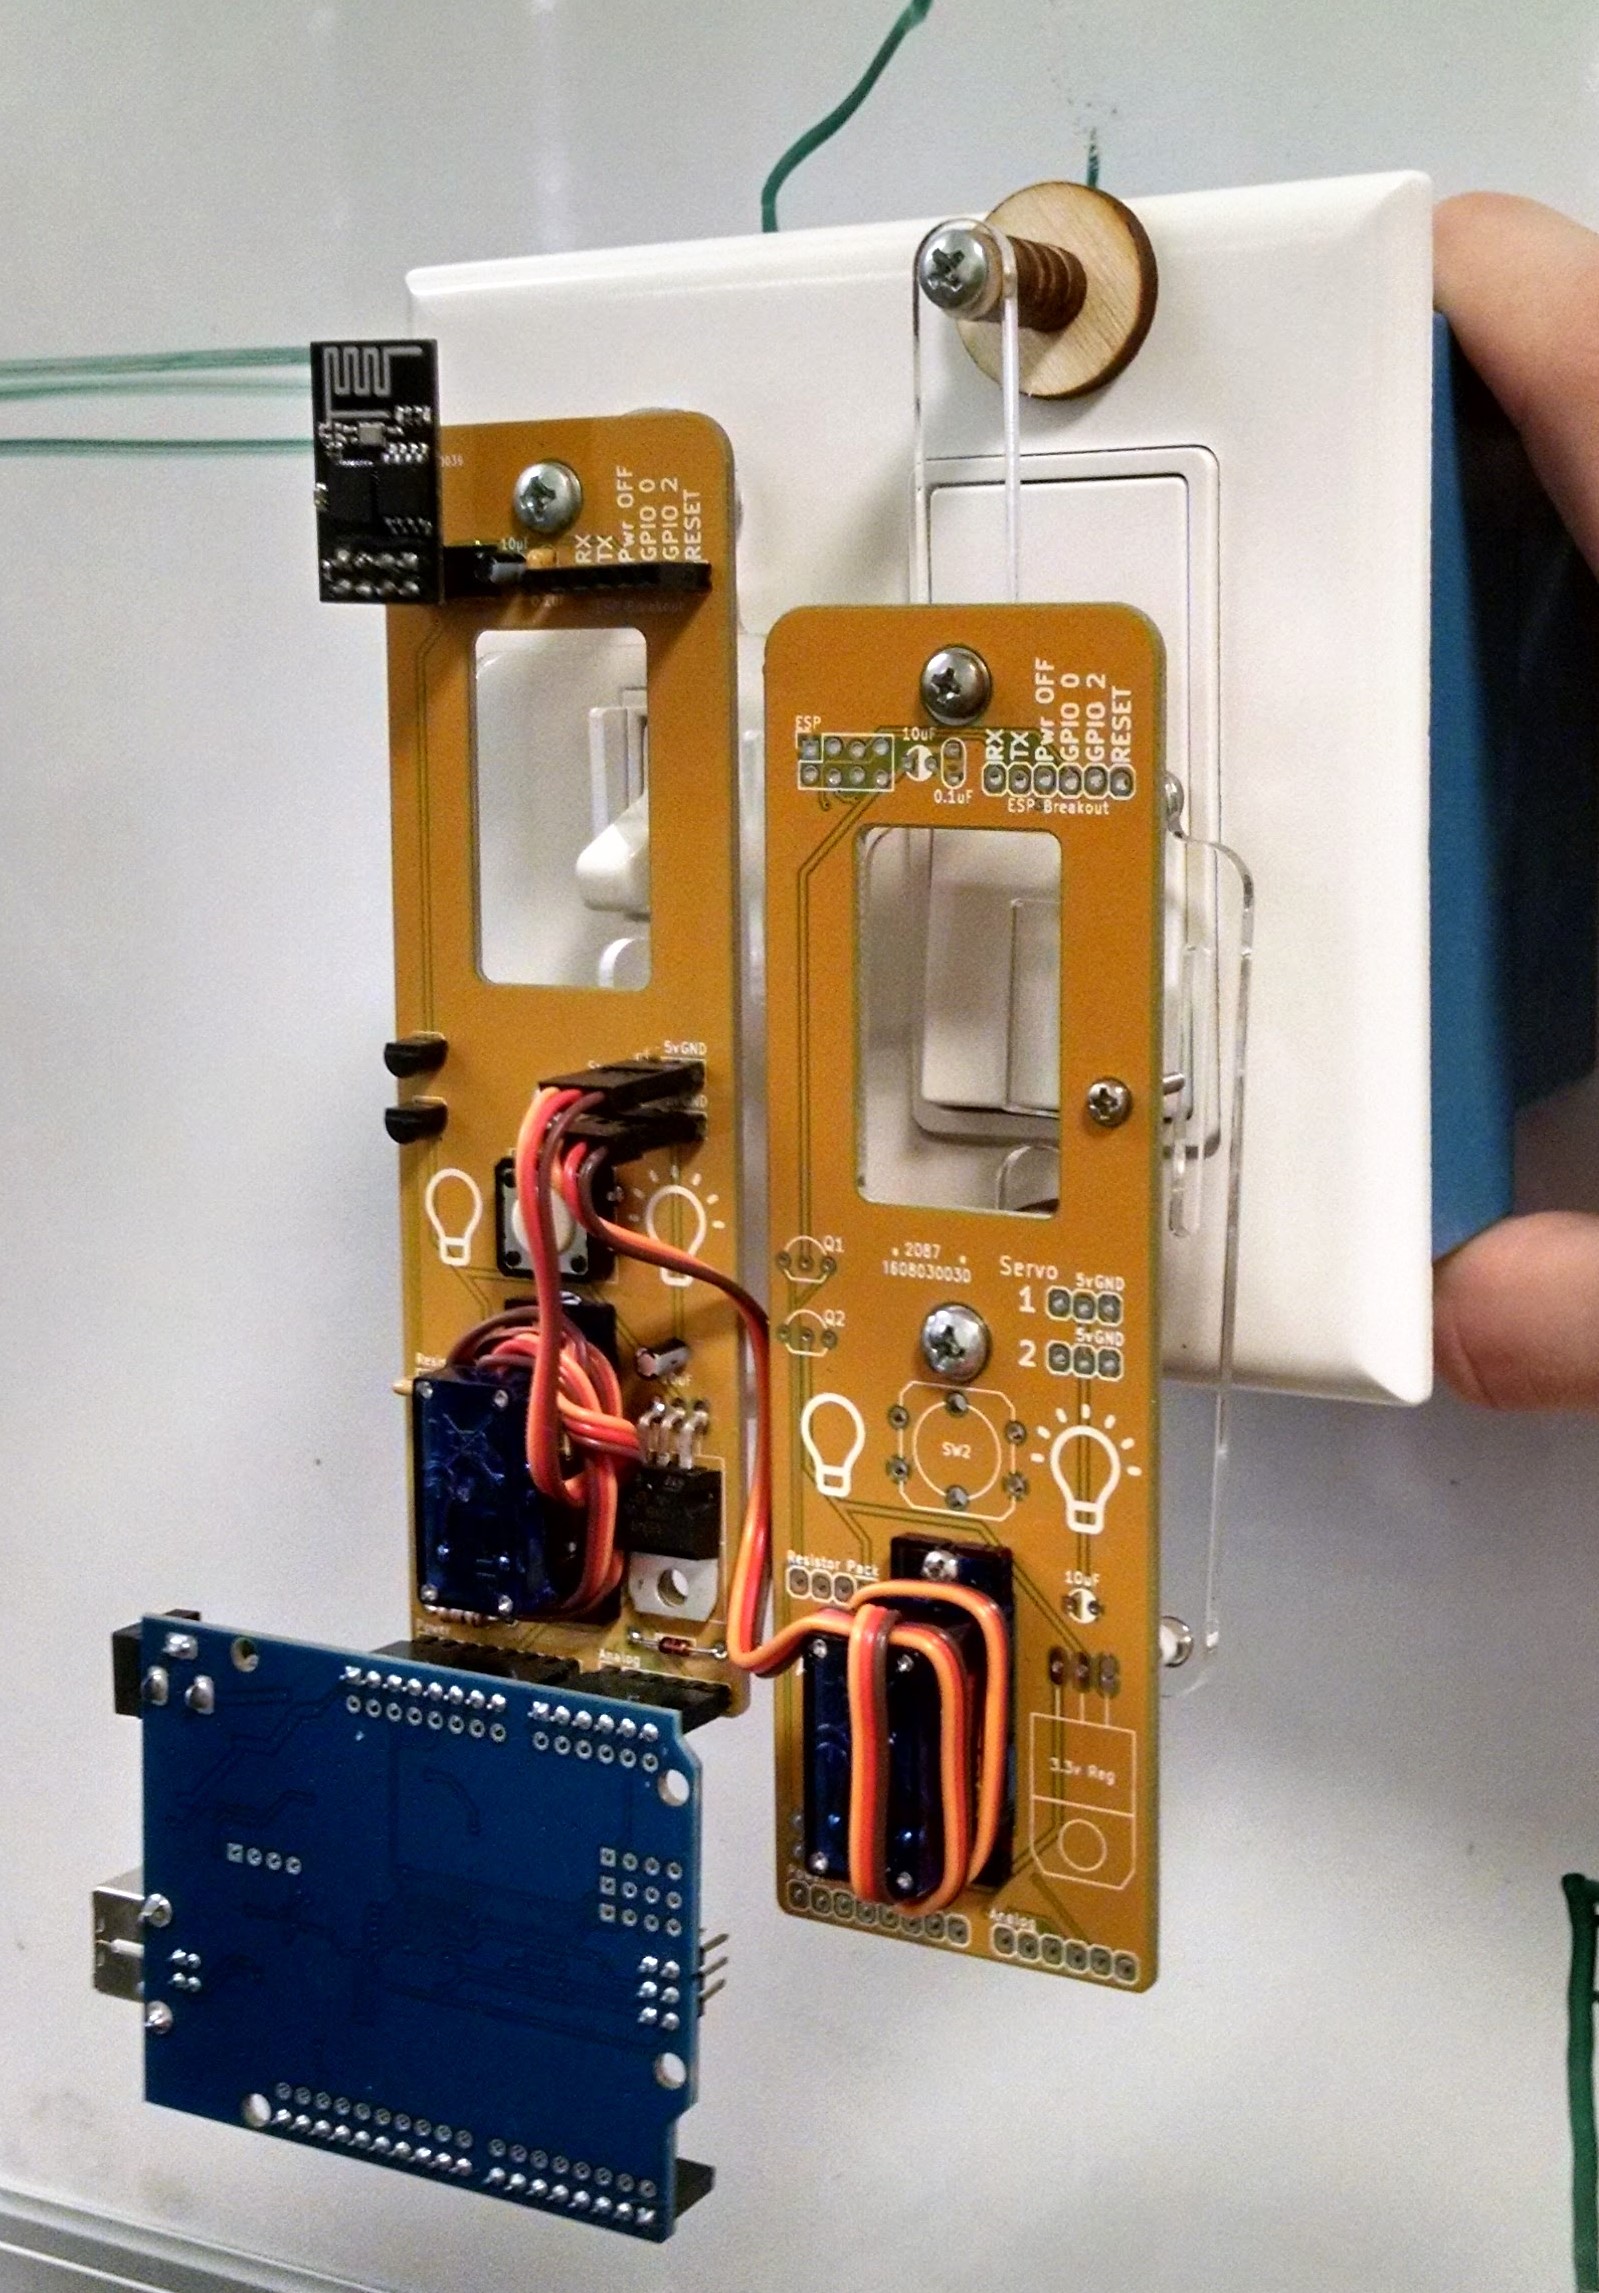 10uF
RX
TX
Pwr OFF
GPIO 0
GPIO 2
RESET
ESP Breakout
5vGND
Power
Analog
ESP
10uF
0.1uF
RX
TX
Pwr OFF
GPIO 0
GPIO 2
RESET
ESP Breakout
Q1
Q2
2087
1608030030
Servo
1
5vGND
2
5vGND
SW2
Resistor Pack
10uF
3.3v Reg
Analog